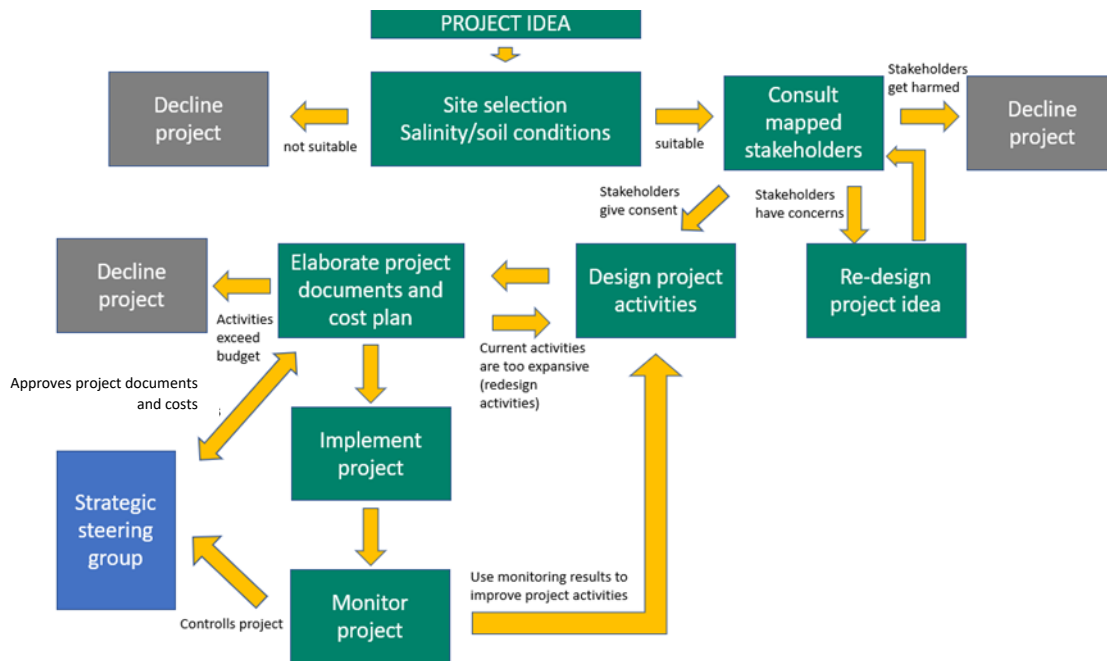 PROJECT IDEA
Decline
project
not suitable
Site selection
Salinity/soil conditions
suitable
Consult
mapped
stakeholders
Stakeholders
get harmed
Decline
project
Stakeholders
give consent
Stakeholders
have concerns
Decline
project
Activities
exceed
budget
Elaborate project
documents and
cost plan
Current activities
are too expansive
(redesign
activities)
Design project
activities
Re-design
project idea
Approves project documents
and costs
Implement
project
Strategic
steering
group
Controlls project
Monitor
project
Use monitoring results to
improve project activities